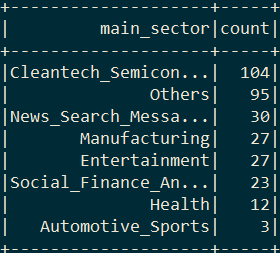 +--------------------+-----+
|         main_sector|count|
+--------------------+-----+
|Cleantech_Semicon...|  104|
|              Others|   95|
|News_Search_Messa...|   30|
|       Manufacturing|   27|
|       Entertainment|   27|
|Social_Finance_An...|   23|
|              Health|   12|
|   Automotive_Sports|    3|
+--------------------+-----+